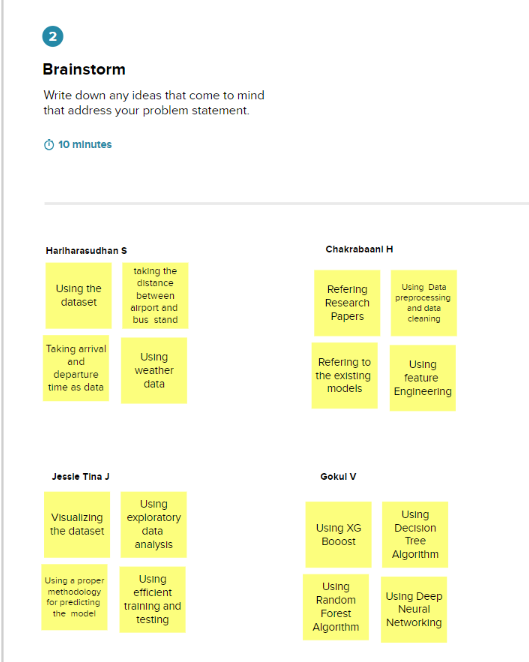 2
Brainstorm
Write down any ideas that come to mind
that address your problem statement.
10 minutes
Hariharasudhan S
Using the
dataset
taking the
distance
between
airport and
bus stand
Taking arrival
and
departure
time as data
Using
weather
data
Chakrabaani H
Refering
Research
Papers
Using Data
preprocessing
and data
cleaning
Refering to
the existing
models
Using
feature
Engineering
Jessie Tina J
Visualizing
the dataset
Using
exploratory
data
analysis
Using a proper
methodology
for predicting
the model
Using
efficient
training and
testing
Gokul V
Using XG
Booost
Using
Decision
Tree
Algorithm
Using
Random
Forest
Algorithm
Using Deep
Neural
Networking